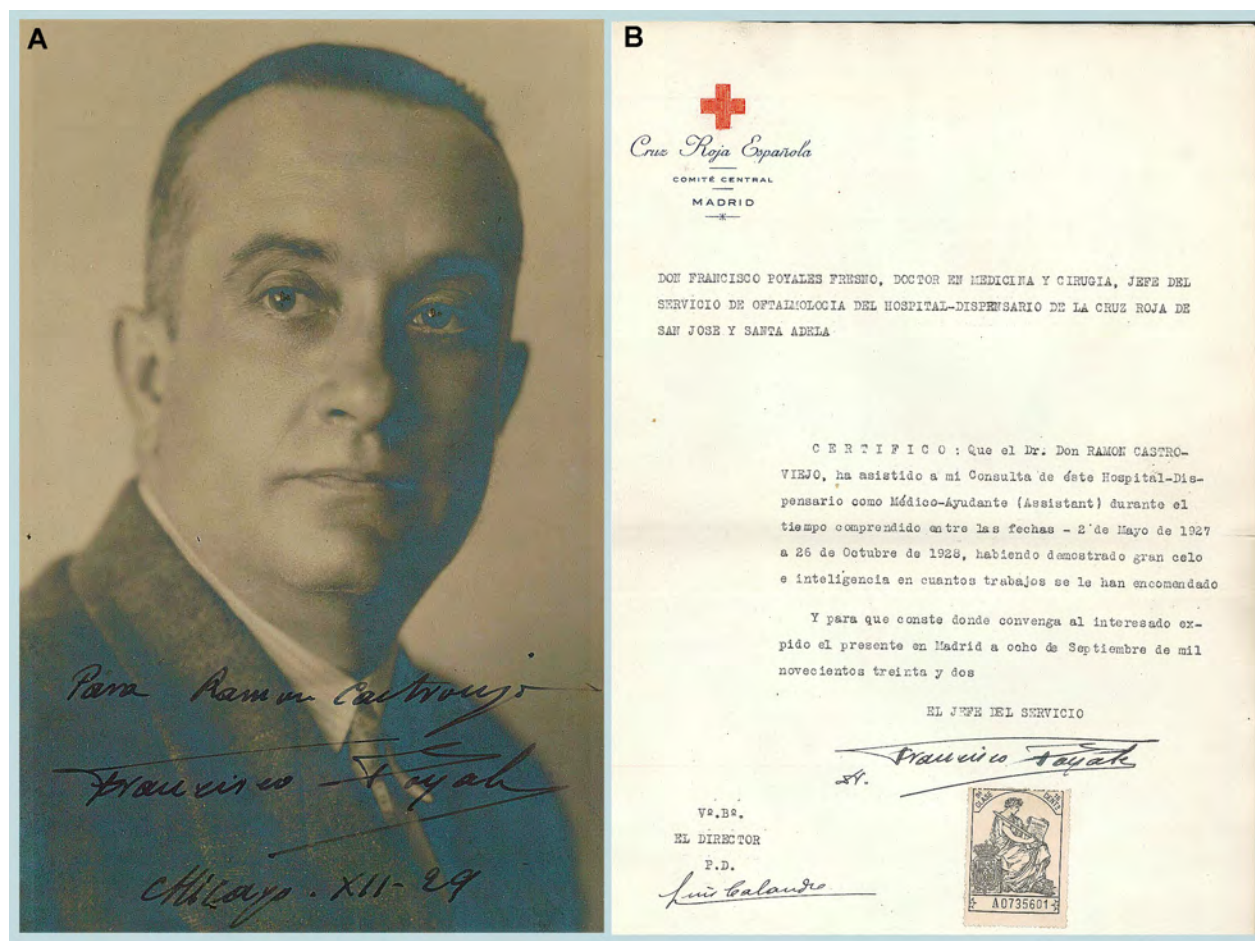 A
Para Ramon Castroviejo
Francisco Poyales
Chicago. XII-29
B
Cruz Roja Española
COMITÉ CENTRAL
MADRID
DON FRANCISCO POYALES FRESNO, DOCTOR EN MEDICINA Y CIRUGIA, JEFE DEL
SERVICIO DE OFTALMOLOCIA DEL HOSPITAL-DISPENSARIO DE LA CRUZ ROJA DE
SAN JOSE Y SANTA ADELA
C E R T I F I C O : Que el Dr. Don RAMON CASTRO-
VIEJO, ha asistido a mi Consulta de éste Hospital-Dis-
pensario como Médico-Ayudante (Assistant) durante el
tiempo comprendido entre las fechas - 2 de Mayo de 1927
a 26 de Octubre de 1928, habiendo demostrado gran celo
e inteligencia en cuantos trabajos se le han encomendado
Y para que conste donde convenga al interesado ex-
pido el presente en Madrid a ocho de Septiembre de mil
novecientos treinta y dos
EL JEFE DEL SERVICIO
Francisco Poyales
Vº.Bº.
EL DIRECTOR
P.D.
Luis Calandre
CLASE
CENTS
A0735601